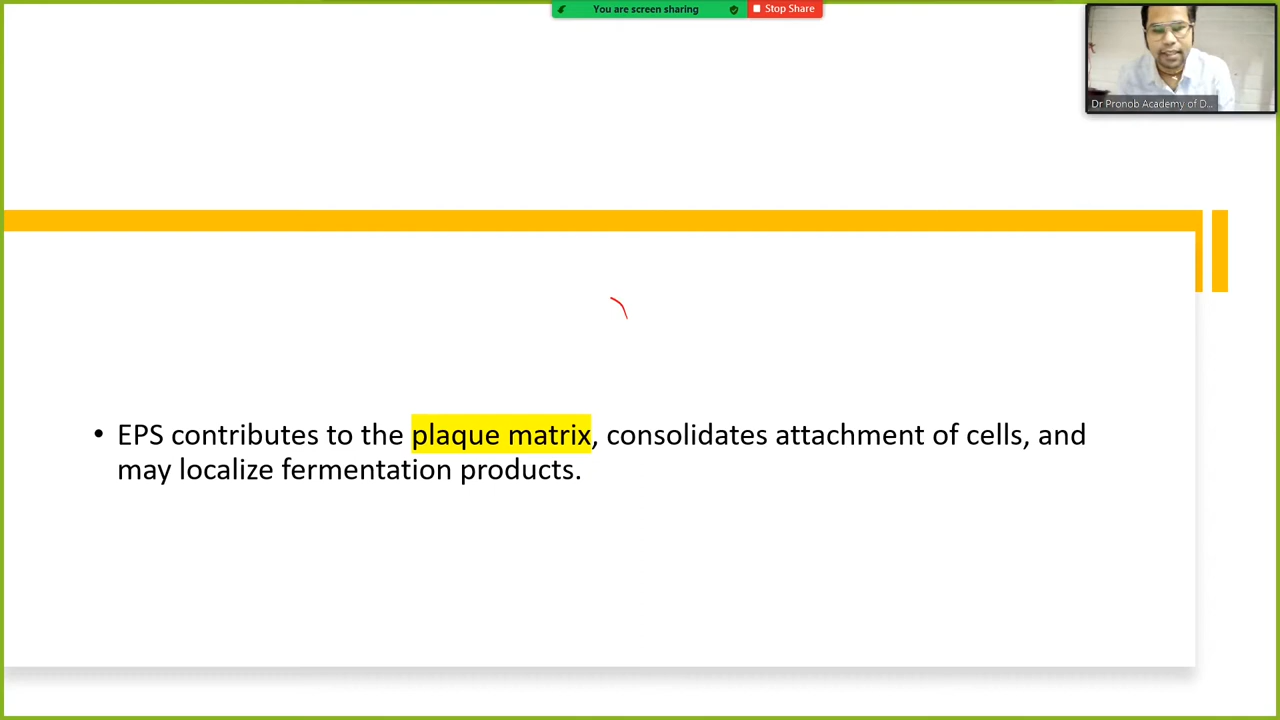 You are screen sharing
Stop Share
Dr Pronob Academy of D...
• EPS contributes to the plaque matrix, consolidates attachment of cells, and
may localize fermentation products.